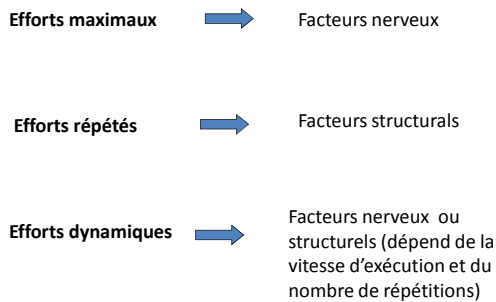 Efforts maximaux Facteurs nerveux
Efforts répétés Facteurs structurals
Efforts dynamiques Facteurs nerveux ou
structurels (dépend de la
vitesse d'exécution et du
nombre de répétitions)